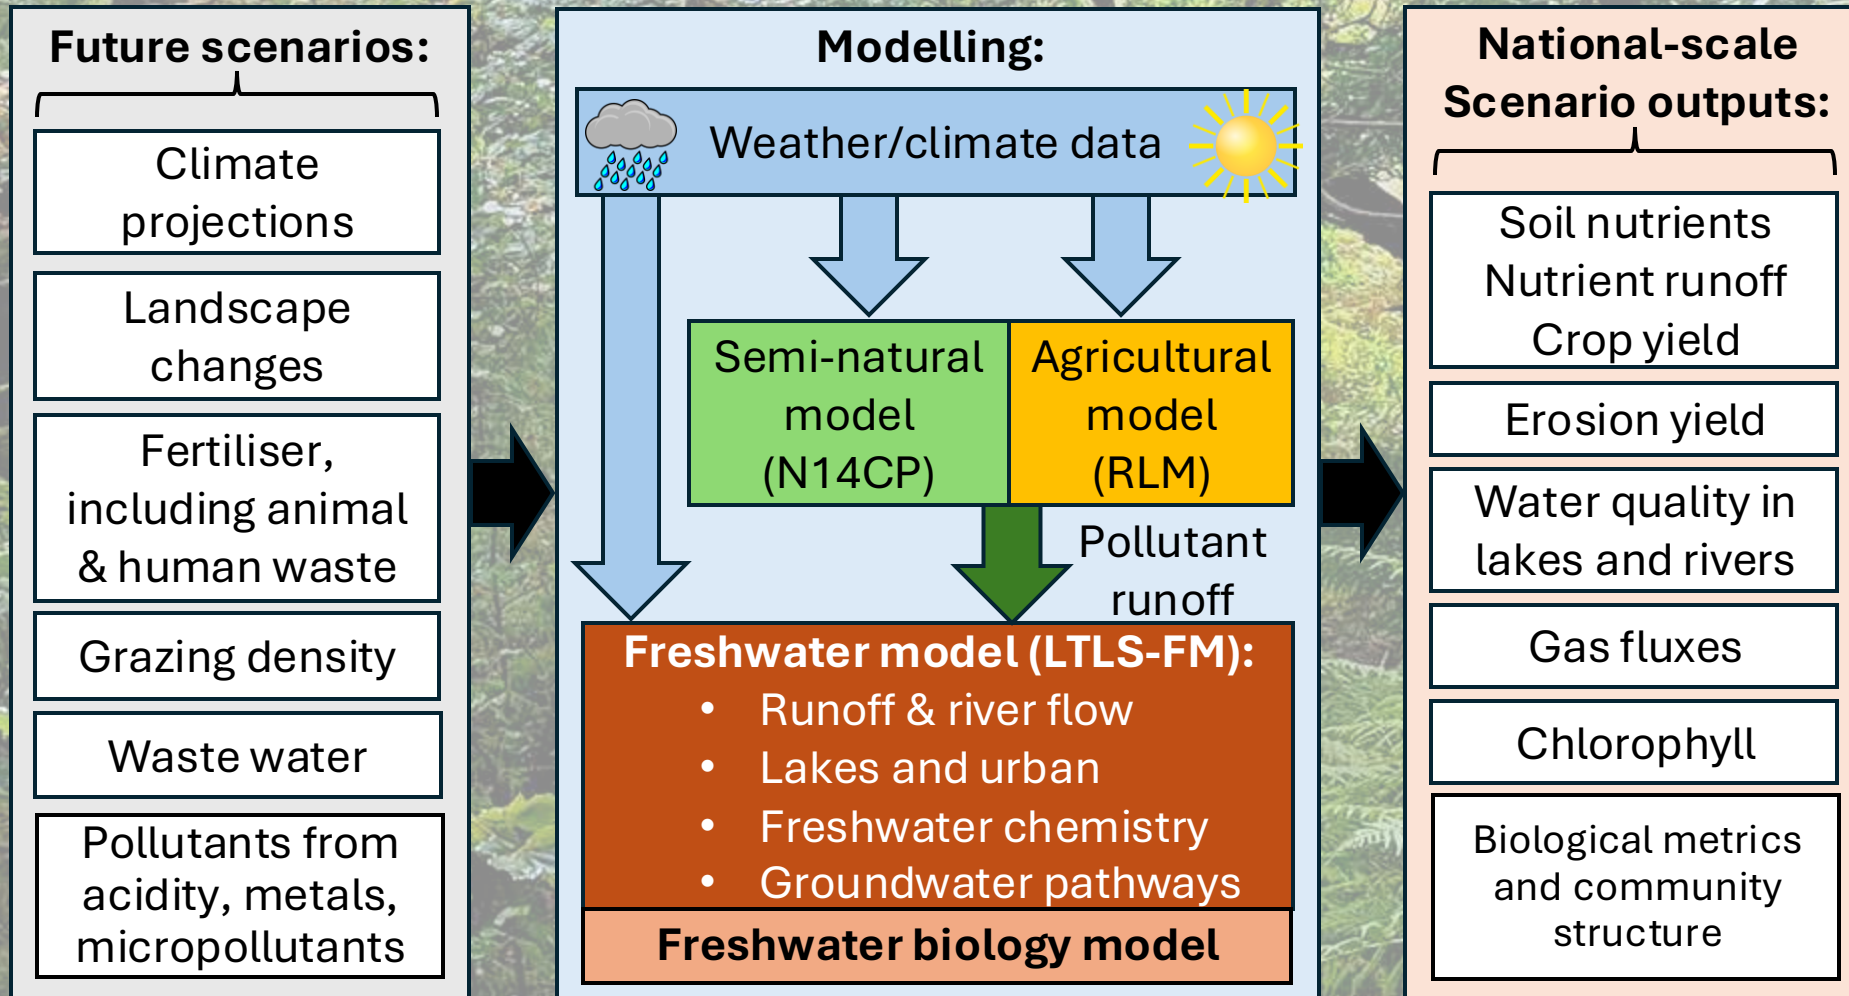 Future scenarios:
Climate
projections
Landscape
changes
Fertiliser,
including animal
& human waste
Grazing density
Waste water
Pollutants from
acidity, metals,
micropollutants
Modelling:
Weather/climate data
Semi-natural
model
(N14CP)
Agricultural
model
(RLM)
Pollutant
runoff
Freshwater model (LTLS-FM):
• Runoff & river flow
• Lakes and urban
• Freshwater chemistry
• Groundwater pathways
Freshwater biology model
National-scale
Scenario outputs:
Soil nutrients
Nutrient runoff
Crop yield
Erosion yield
Water quality in
lakes and rivers
Gas fluxes
Chlorophyll
Biological metrics
and community
structure